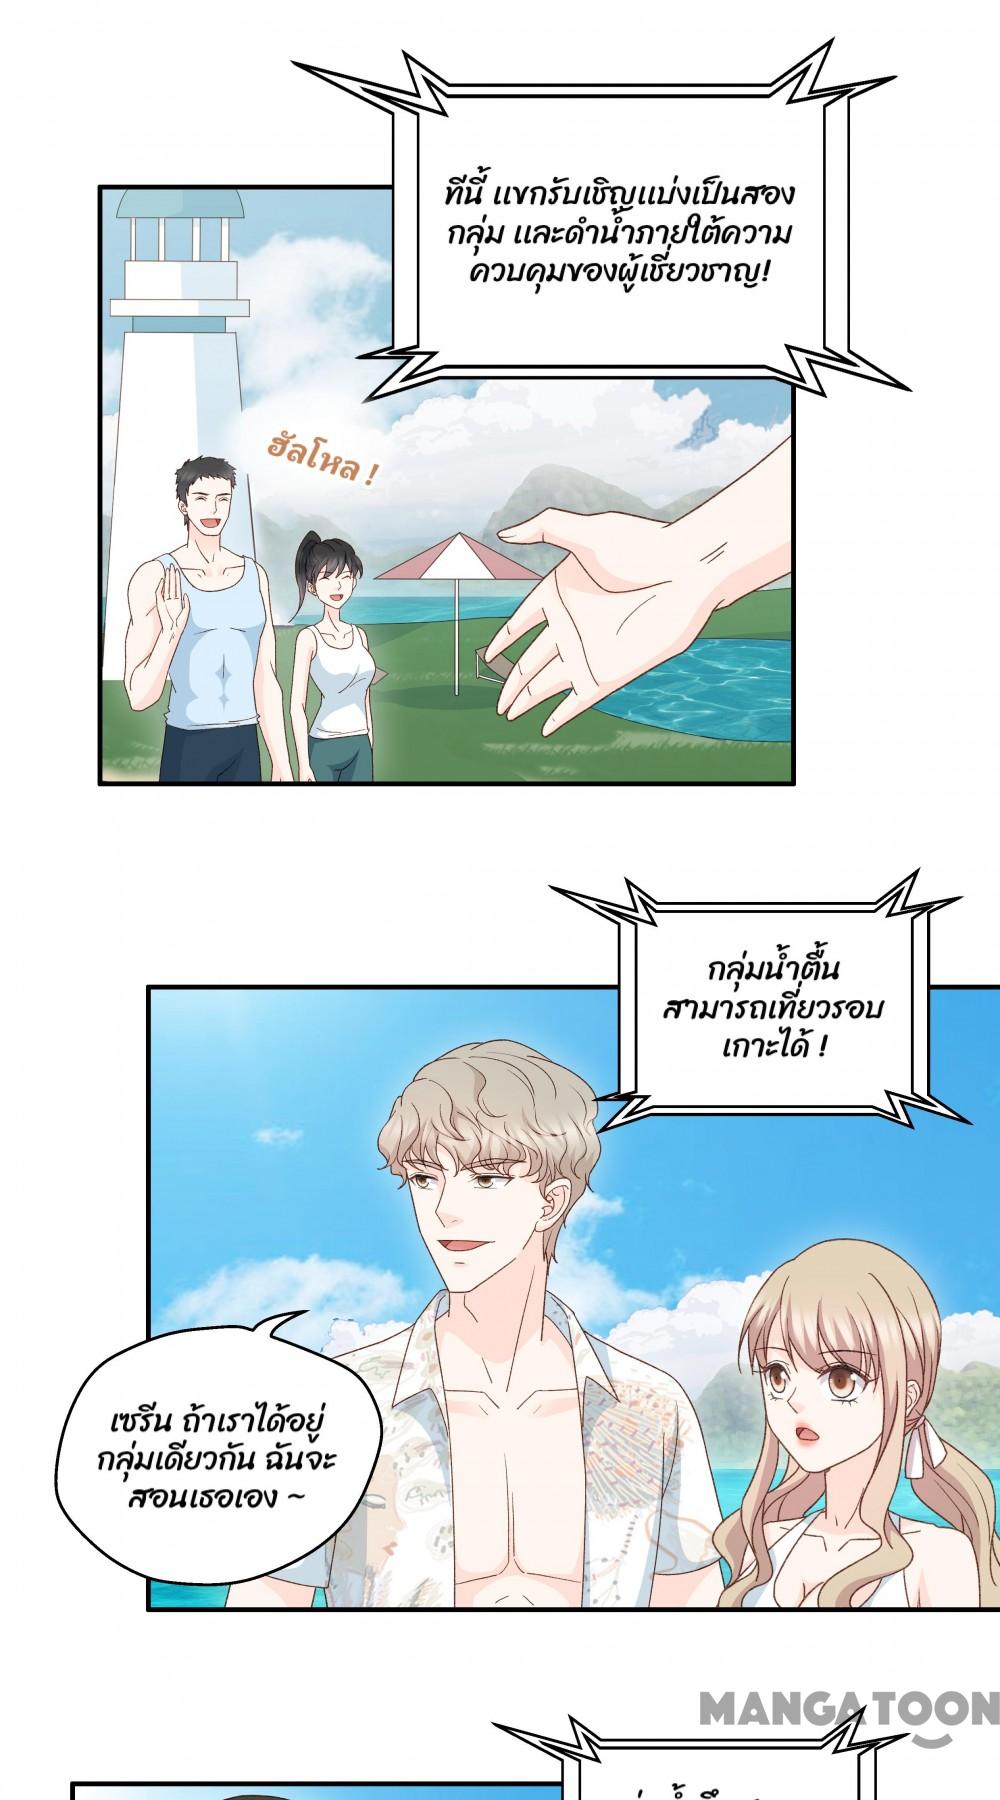 ทีนี้ แขกรับเชิญแบ่งเป็นสอง
กลุ่ม และดำน้ำภายใต้ความ
ควบคุมของผู้เชี่ยวชาญ!
ฮัลโหล !
กลุ่มน้ำตื้น
สามารถเที่ยวรอบ
เกาะได้ !
เซรีน ถ้าเราได้อยู่
กลุ่มเดียวกัน ฉันจะ
สอนเธอเอง ~
MANGATOON